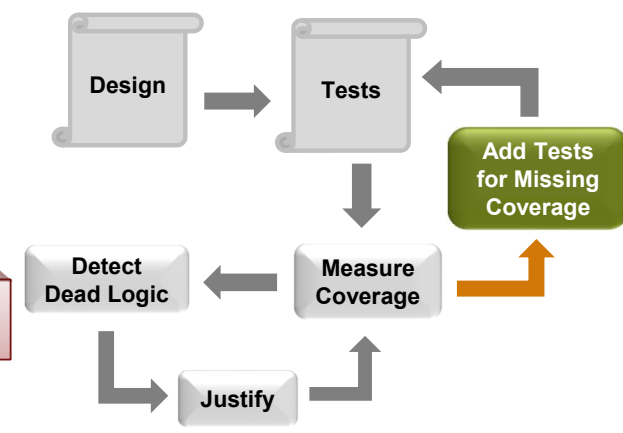 Design
Tests
Add Tests
for Missing
Coverage
Detect
Dead Logic
Measure
Coverage
Justify